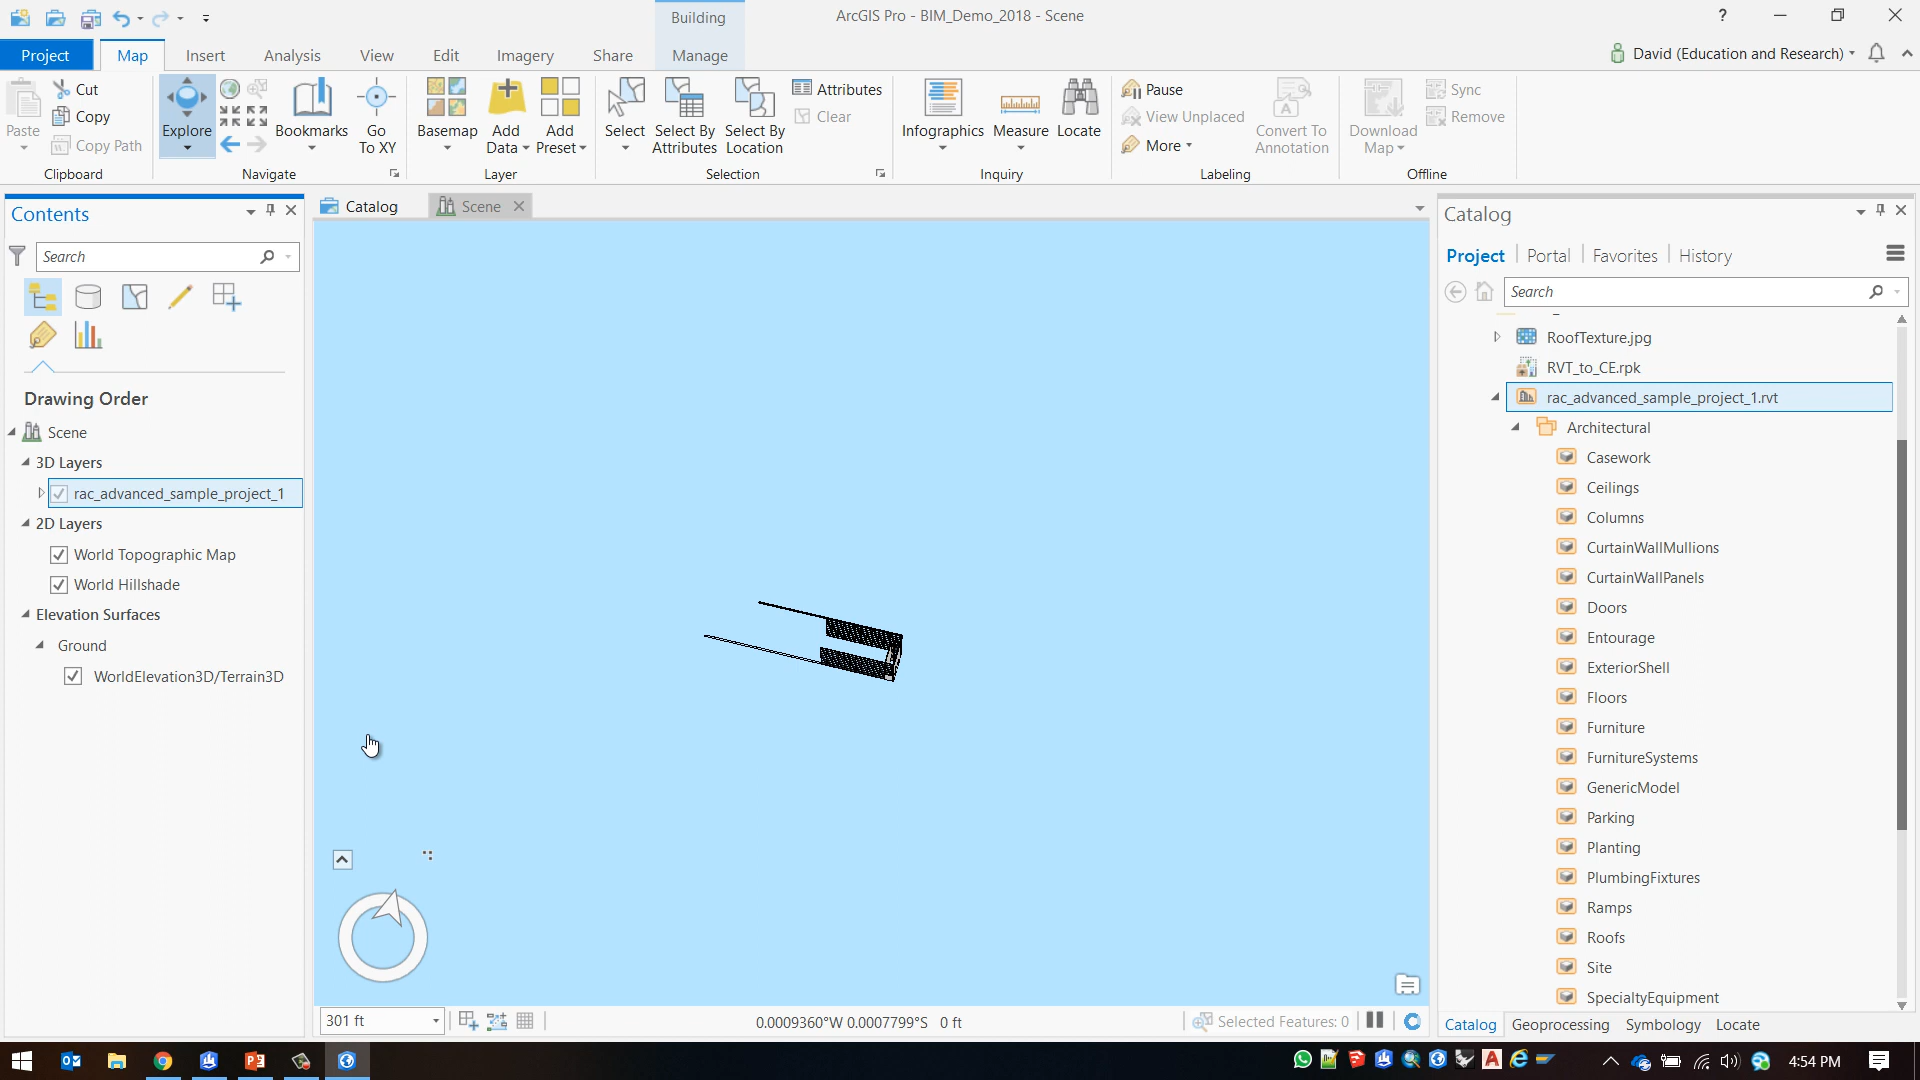 Building
ArcGIS Pro - BIM_Demo_2018 - Scene
?
Project
Map
Insert
Analysis
View
Edit
Imagery
Share
Manage
David (Education and Research)
Paste
Cut
Copy
Copy Path
Clipboard
Explore
Bookmarks
Go
To XY
Navigate
Basemap
Add
Data
Add
Preset
Layer
Select
Select By
Attributes
Select By
Location
Attributes
Clear
Selection
Infographics
Measure
Locate
Inquiry
Pause
View Unplaced
More
Convert To
Annotation
Labeling
Download
Map
Sync
Remove
Offline
Contents
Search
Drawing Order
Scene
3D Layers
rac_advanced_sample_project_1
2D Layers
World Topographic Map
World Hillshade
Elevation Surfaces
Ground
WorldElevation3D/Terrain3D
Catalog
Scene
301 ft
0.0009360°W 0.0007799°S   0 ft
Selected Features: 0
Catalog
Project
Portal
Favorites
History
Search
RoofTexture.jpg
RVT_to_CE.rpk
rac_advanced_sample_project_1.rvt
Architectural
Casework
Ceilings
Columns
CurtainWallMullions
CurtainWallPanels
Doors
Entourage
ExteriorShell
Floors
Furniture
FurnitureSystems
GenericModel
Parking
Planting
PlumbingFixtures
Ramps
Roofs
Site
SpecialtyEquipment
Catalog
Geoprocessing
Symbology
Locate
4:54 PM